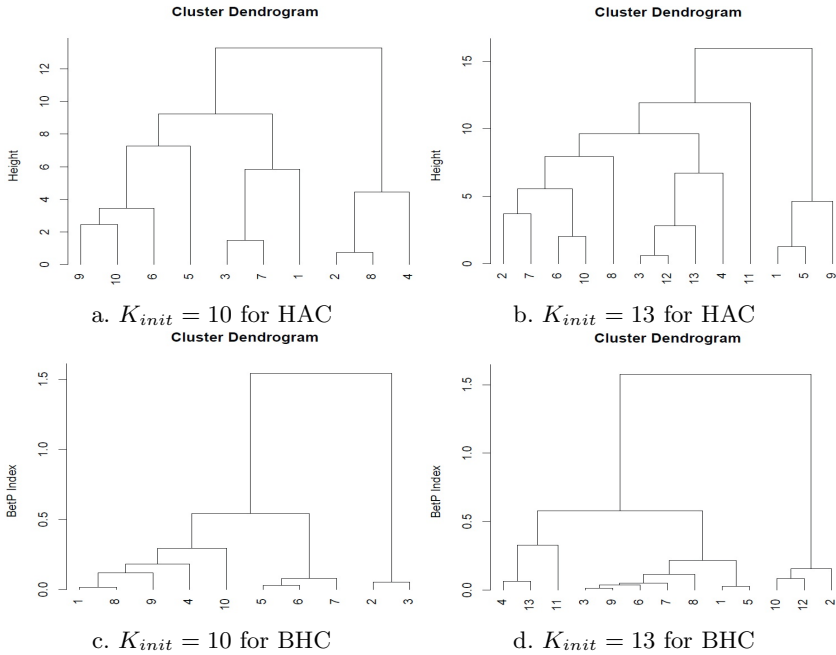 Cluster Dendrogram
Height
0 2 4 6 8 10 12
9 10 6 5 3 7 1 2 8 4
a. K_init = 10 for HAC
Cluster Dendrogram
Height
0 5 10 15
2 7 6 10 8 3 12 13 4 11 1 5 9
b. K_init = 13 for HAC
Cluster Dendrogram
BetP Index
0.0 0.5 1.0 1.5
1 8 9 4 10 5 6 7 2 3
c. K_init = 10 for BHC
Cluster Dendrogram
BetP Index
0.0 0.5 1.0 1.5
4 13 11 3 9 6 7 8 1 5 10 12 2
d. K_init = 13 for BHC